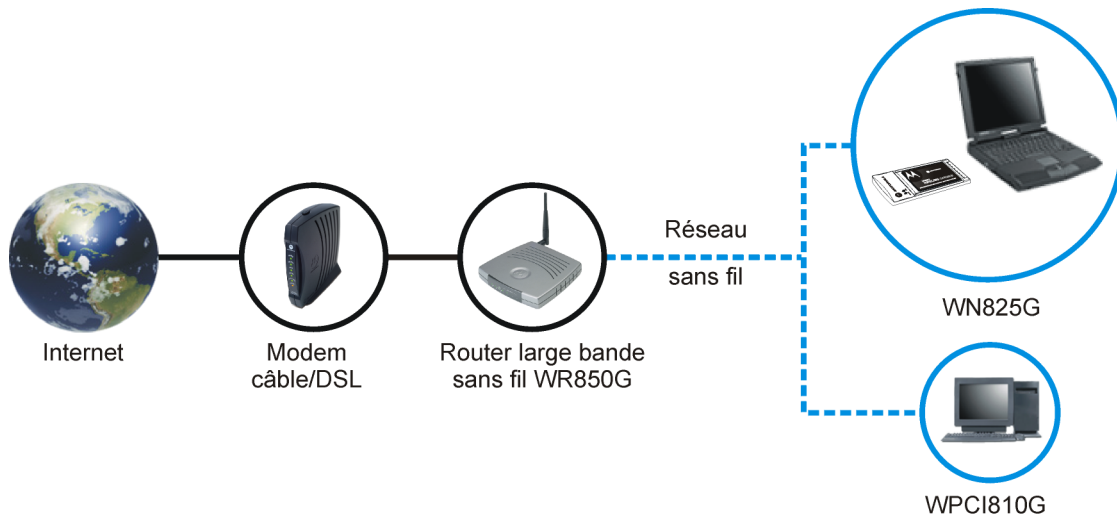 Réseau
sans fil
WN825G
Internet
Modem
câble/DSL
Router large bande
sans fil WR850G
WPCI810G